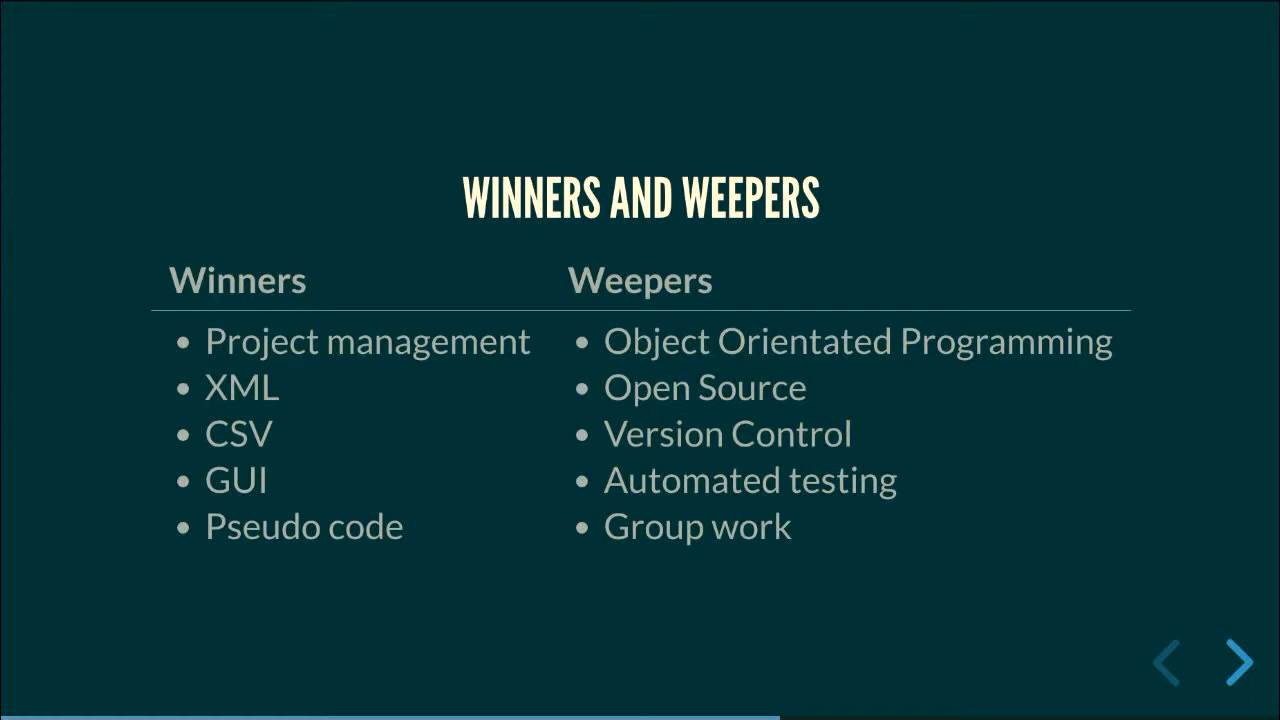 WINNERS AND WEEPERS
Winners Weepers
• Project management • Object Orientated Programming
• XML • Open Source
• CSV • Version Control
• GUI • Automated testing
• Pseudo code • Group work